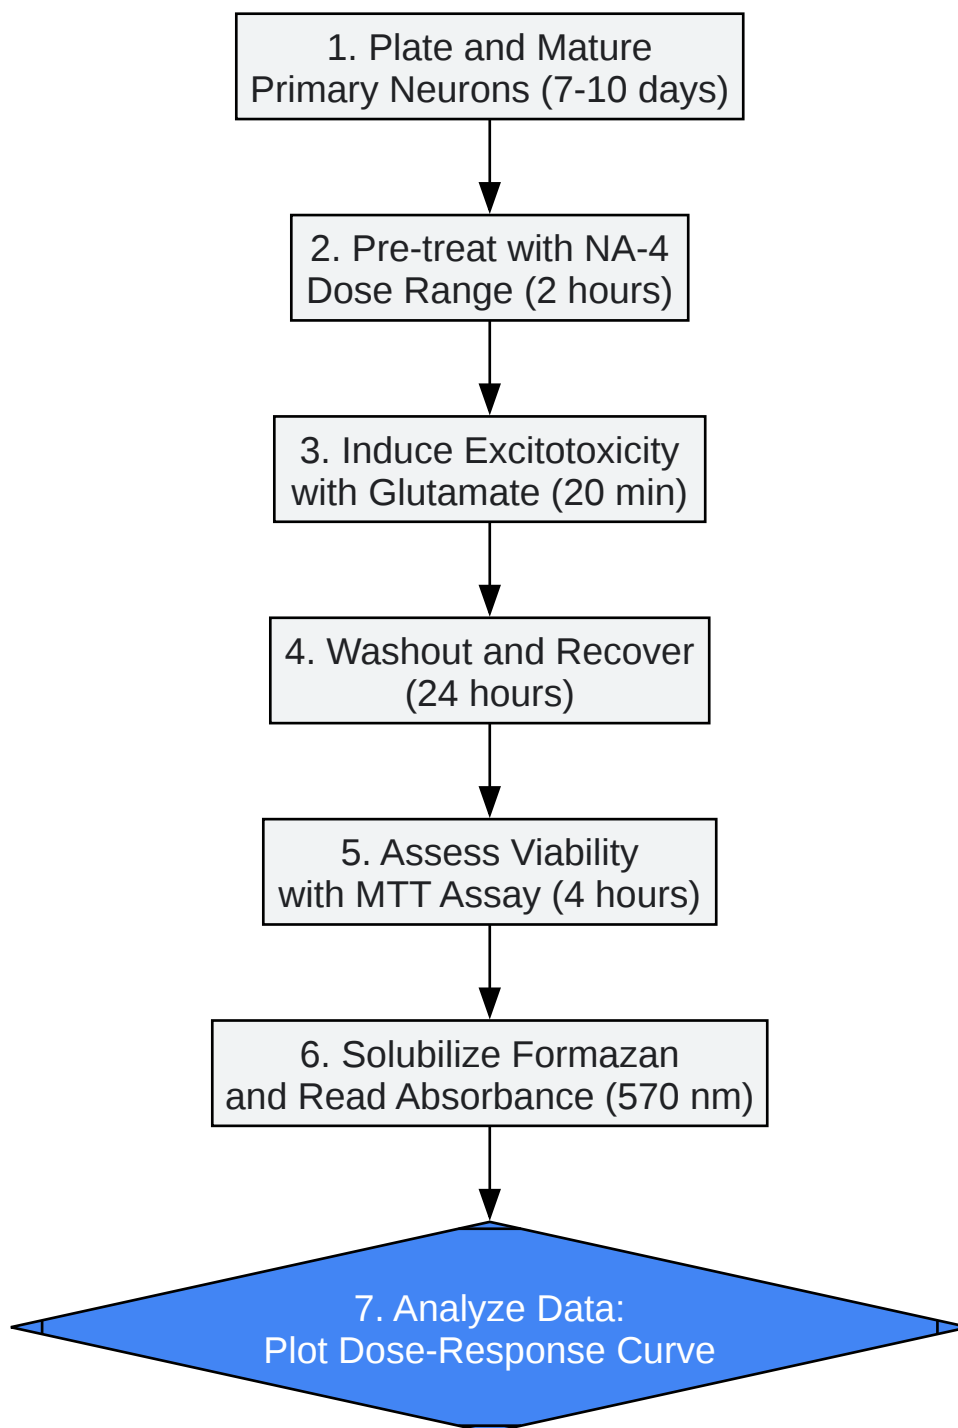 1. Plate and Mature
Primary Neurons (7-10 days)
2. Pre-treat with NA-4
Dose Range (2 hours)
3. Induce Excitotoxicity
with Glutamate (20 min)
4. Washout and Recover
(24 hours)
5. Assess Viability
with MTT Assay (4 hours)
6. Solubilize Formazan
and Read Absorbance (570 nm)
7. Analyze Data:
Plot Dose-Response Curve